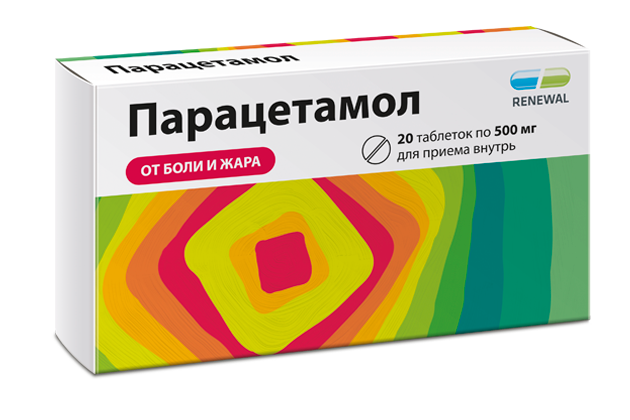 Парацетамол
Парацетамол
RENEWAL
ОТ БОЛИ И ЖАРА
20 таблеток по 500 мг
для приема внутрь